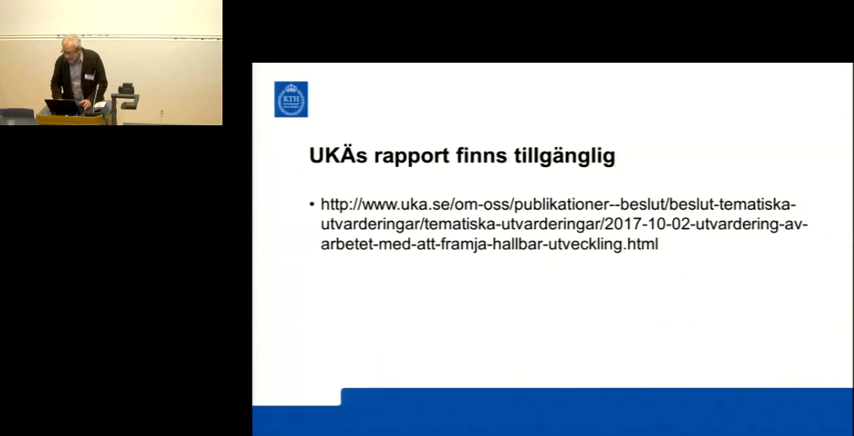 KTH
UKÄs rapport finns tillgänglig
• http://www.uka.se/om-oss/publikationer--beslut/beslut-tematiska-
utvarderingar/tematiska-utvarderingar/2017-10-02-utvardering-av-
arbetet-med-att-framja-hallbar-utveckling.html